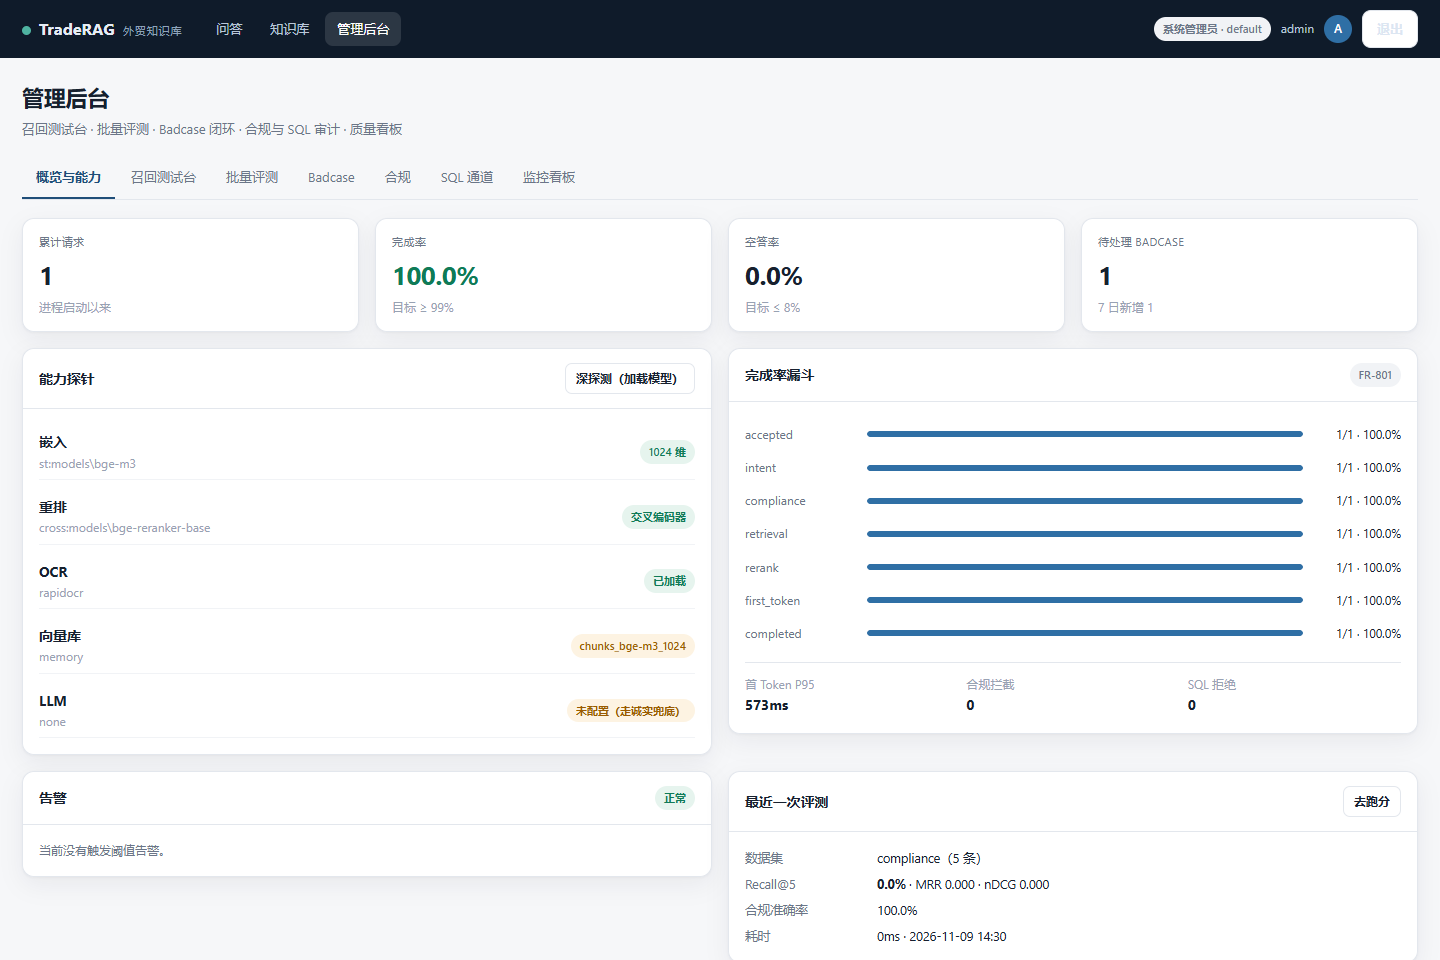 TradeRAG 外贸知识库 问答 知识库 管理后台 系统管理员 · default admin A 退出
管理后台
召回测试台 · 批量评测 · Badcase 闭环 · 合规与 SQL 审计 · 质量看板
概览与能力 召回测试台 批量评测 Badcase 合规 SQL 通道 监控看板
累计请求
1
进程启动以来
完成率
100.0%
目标 ≥ 99%
空答率
0.0%
目标 ≤ 8%
待处理 BADCASE
1
7 日新增 1
能力探针 深探测（加载模型）
嵌入
st:models\bge-m3
1024 维
重排
cross:models\bge-reranker-base
交叉编码器
OCR
rapidocr
已加载
向量库
memory
chunks_bge-m3_1024
LLM
none
未配置（走诚实兜底）
完成率漏斗 FR-801
accepted 1/1 · 100.0%
intent 1/1 · 100.0%
compliance 1/1 · 100.0%
retrieval 1/1 · 100.0%
rerank 1/1 · 100.0%
first_token 1/1 · 100.0%
completed 1/1 · 100.0%
首 Token P95 合规拦截 SQL 拒绝
573ms 0 0
告警 正常
当前没有触发阈值告警。
最近一次评测 去跑分
数据集 compliance（5 条）
Recall@5 0.0% · MRR 0.000 · nDCG 0.000
合规准确率 100.0%
耗时 0ms · 2026-11-09 14:30